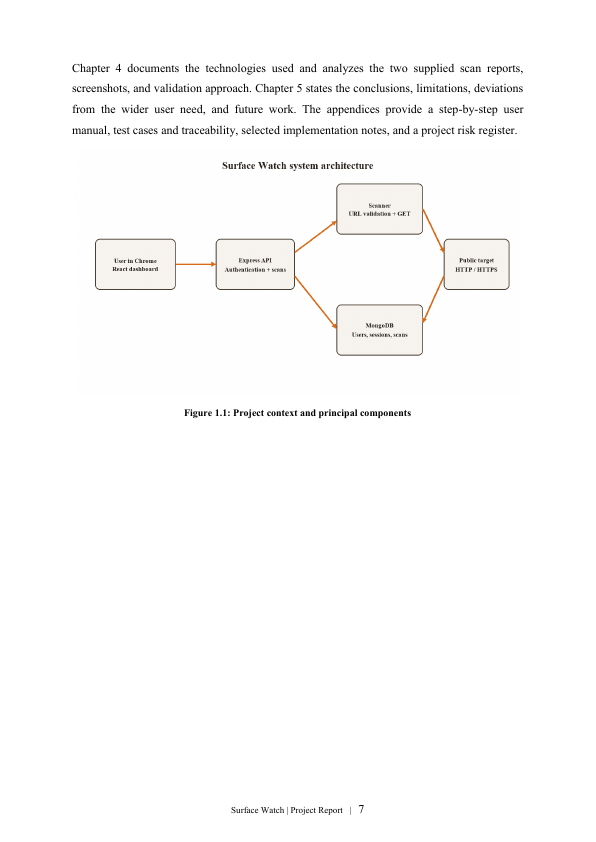 Chapter 4 documents the technologies used and analyzes the two supplied scan reports,
screenshots, and validation approach. Chapter 5 states the conclusions, limitations, deviations
from the wider user need, and future work. The appendices provide a step-by-step user
manual, test cases and traceability, selected implementation notes, and a project risk register.
Surface Watch system architecture
Scanner
URL validation + GET
User in Chrome
React dashboard
Express API
Authentication + scans
Public target
HTTP / HTTPS
MongoDB
Users, sessions, scans
Figure 1.1: Project context and principal components
Surface Watch | Project Report | 7